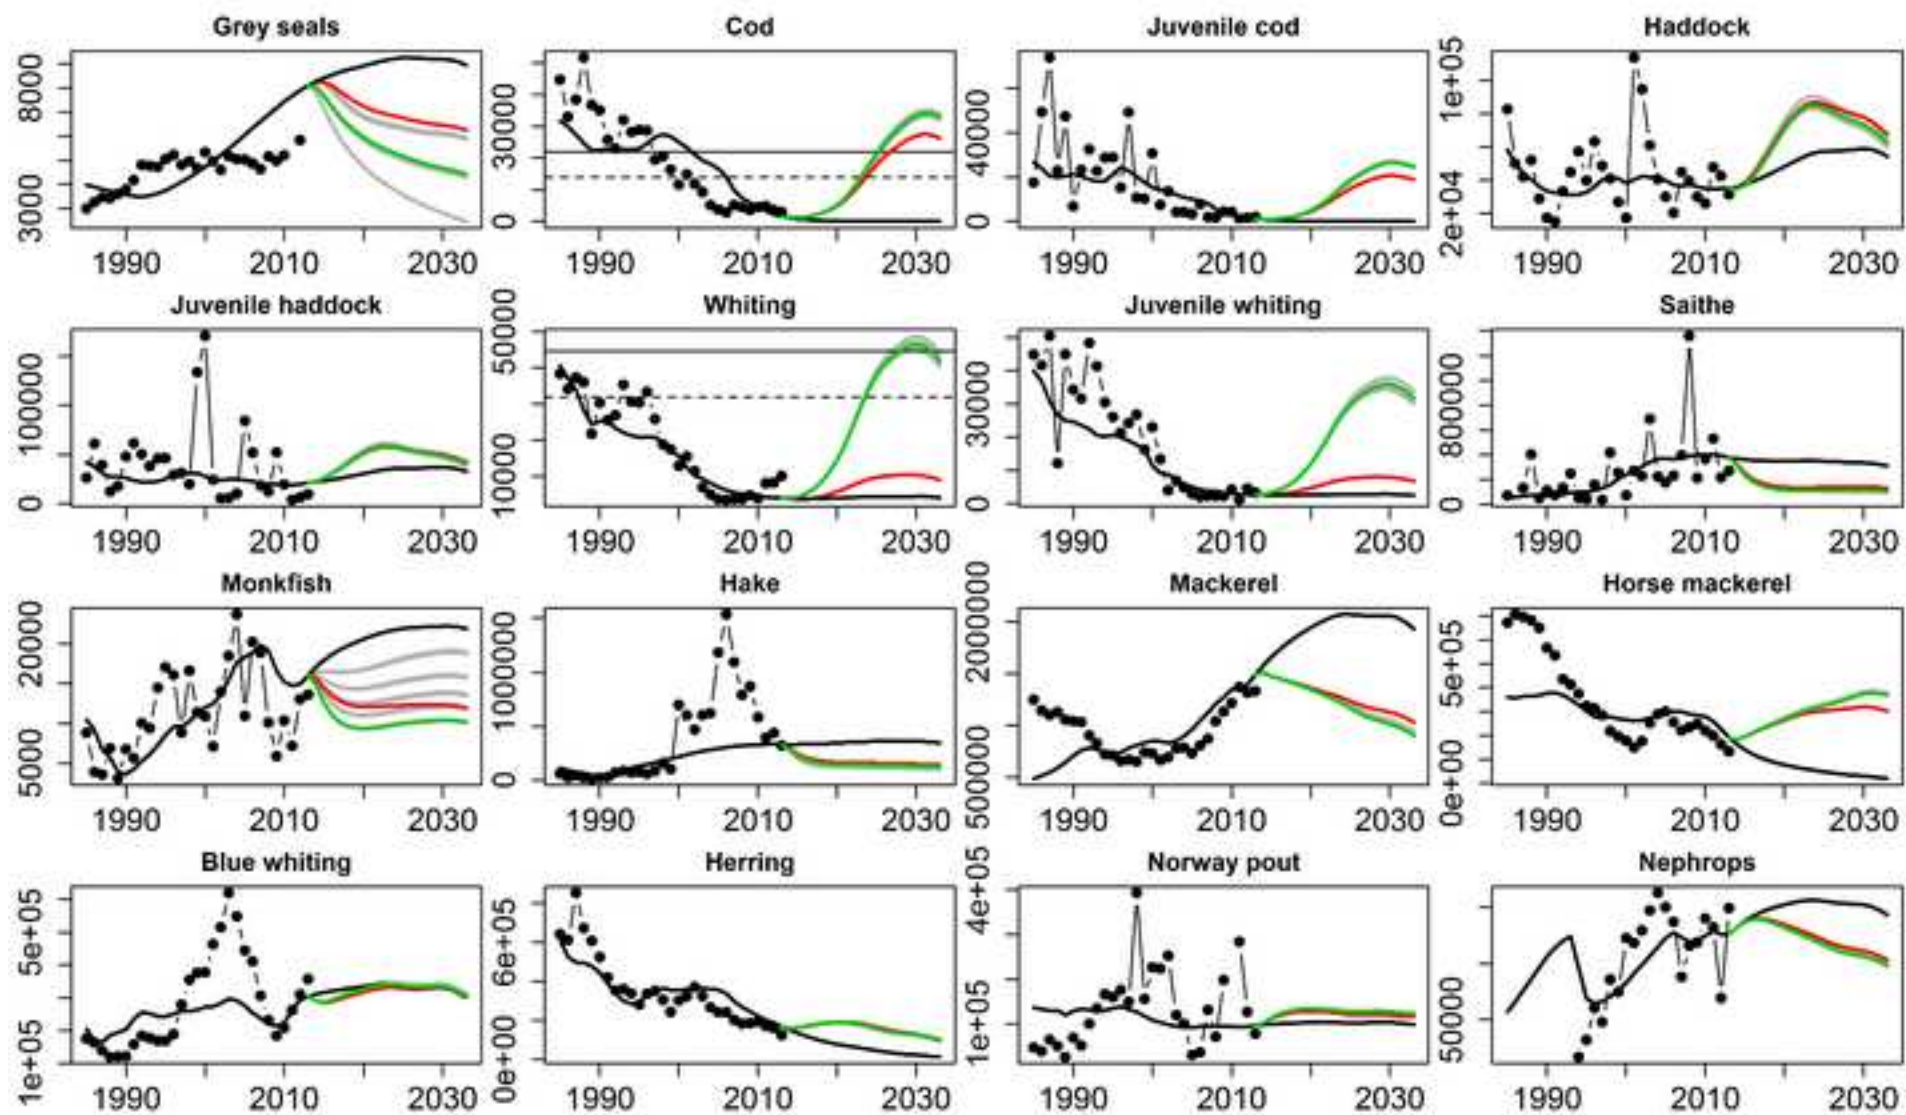 Grey seals
Cod
Juvenile cod
Haddock
3000 8000
0 30000
0 40000
2e+04 1e+05
1990 2010 2030
1990 2010 2030
1990 2010 2030
1990 2010 2030
Juvenile haddock
Whiting
Juvenile whiting
Saithe
0 100000
10000 50000
0 30000
0
1990 2010 2030
1990 2010 2030
1990 2010 2030
1990 2010 2030
Monkfish
Hake
Mackerel
Horse mackerel
5000 20000
0 100000
500000 2000000
0e+00 5e+05
1990 2010 2030
1990 2010 2030
1990 2010 2030
1990 2010 2030
Blue whiting
Herring
Norway pout
Nephrops
1e+05 5e+05
0e+00 6e+05
1e+05 4e+05
50000
1990 2010 2030
1990 2010 2030
1990 2010 2030
1990 2010 2030